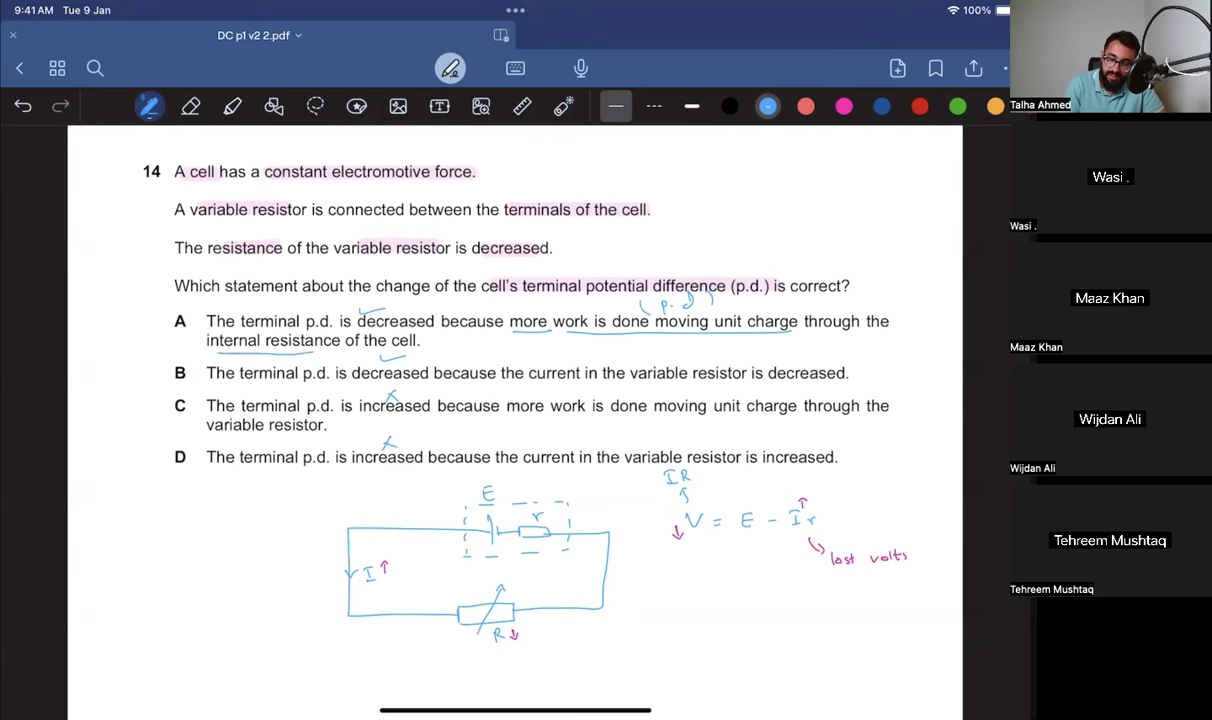 9:41 AM Tue 9 Jan
100%
DC p1 v2 2.pdf
Talha Ahmed
Wasi .
Wasi .
Maaz Khan
Maaz Khan
Wijdan Ali
Wijdan Ali
Tehreem Mushtaq
Tehreem Mushtaq
14 A cell has a constant electromotive force.
A variable resistor is connected between the terminals of the cell.
The resistance of the variable resistor is decreased.
Which statement about the change of the cell's terminal potential difference (p.d.) is correct?
(p.d)
A The terminal p.d. is decreased because more work is done moving unit charge through the
internal resistance of the cell.
B The terminal p.d. is decreased because the current in the variable resistor is decreased.
C The terminal p.d. is increased because more work is done moving unit charge through the
variable resistor.
D The terminal p.d. is increased because the current in the variable resistor is increased.
IR
E
r
↓ V = E - Ir
↑
lost volts
I ↑
R ↓